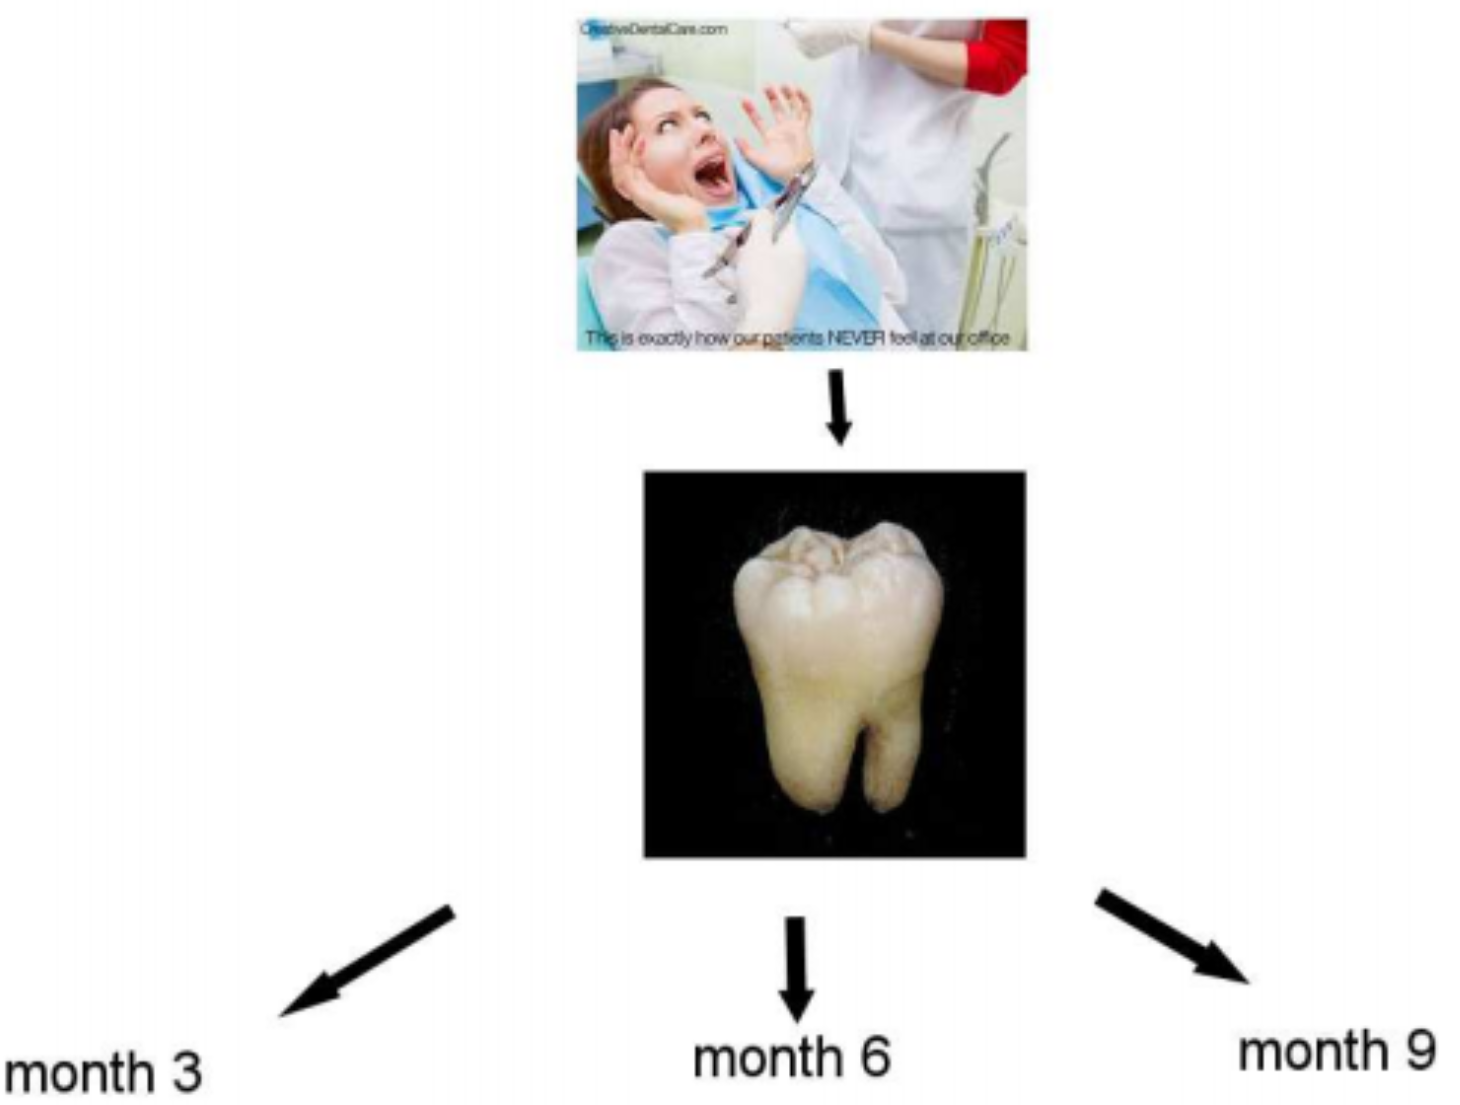 CreativeDentalCare.com
This is exactly how our patients NEVER feel at our office
month 3
month 6
month 9